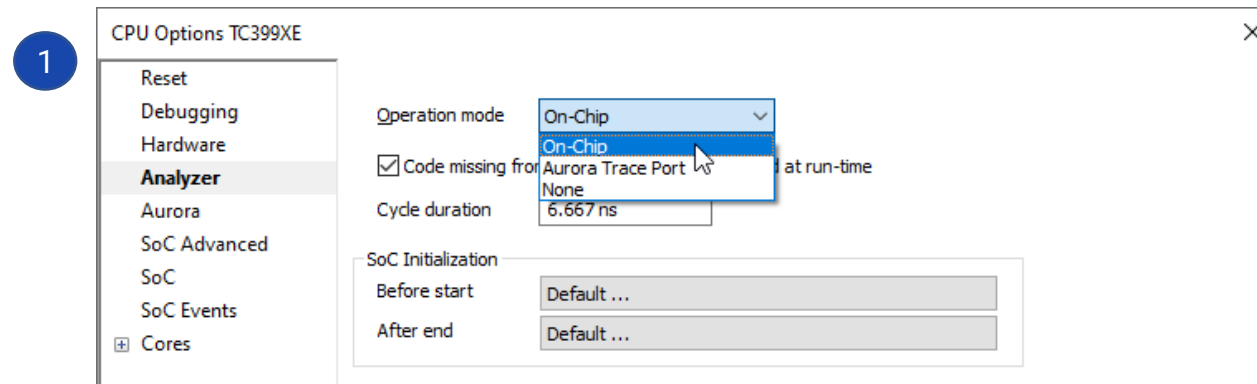 CPU Options TC399XE
1
Reset
Debugging
Hardware
Analyzer
Aurora
SoC Advanced
SoC
SoC Events
Cores
Operation mode On-Chip
On-Chip
Aurora Trace Port
None
Code missing from at run-time
Cycle duration 6.667 ns
SoC Initialization
Before start Default ...
After end Default ...